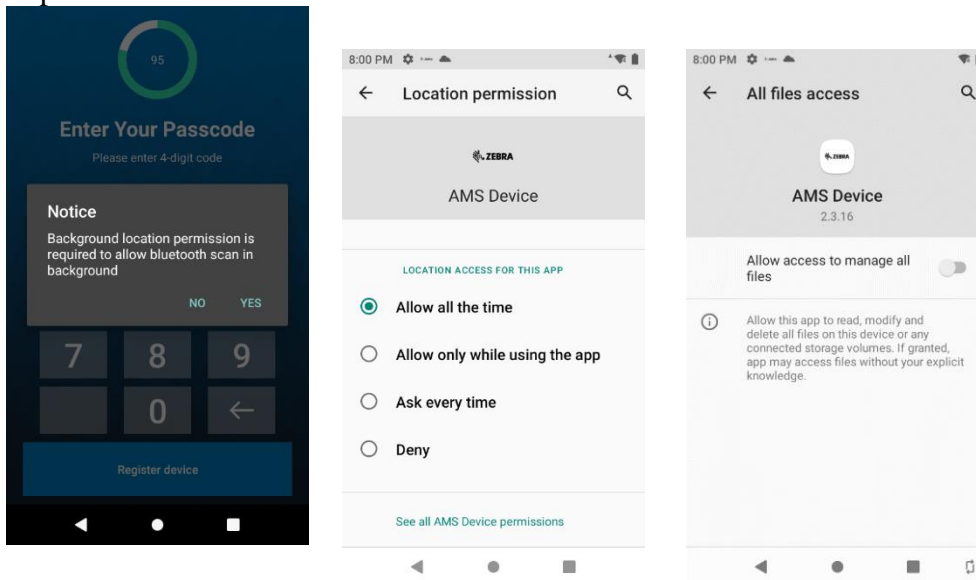 95
Enter Your Passcode
Please enter 4-digit code
Notice
Background location permission is
required to allow bluetooth scan in
background
NO YES
7 8 9
0
Register device
8:00 PM
Location permission
ZEBRA
AMS Device
LOCATION ACCESS FOR THIS APP
Allow all the time
Allow only while using the app
Ask every time
Deny
See all AMS Device permissions
8:00 PM
All files access
ZEBRA
AMS Device
2.3.16
Allow access to manage all
files
Allow this app to read, modify and
delete all files on this device or any
connected storage volumes. If granted,
app may access files without your explicit
knowledge.